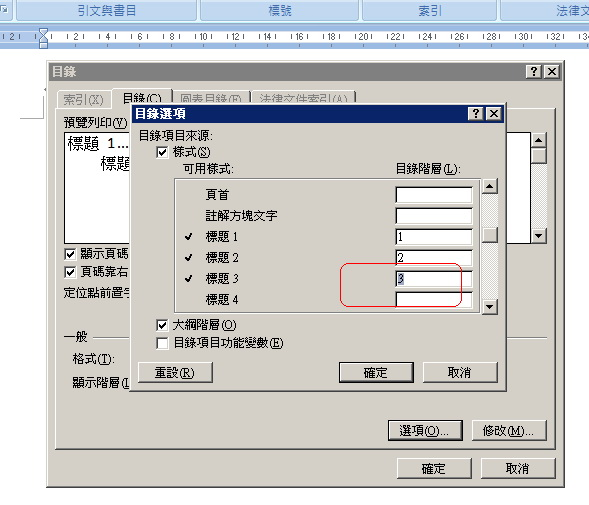 引文與書目 標號 索引 法律文
2 1 2 4 6 8 10 12 14 16 18 20 22 24 26 28 30 32 34
目錄
索引(X) 目錄(C) 圖表目錄(F) 法律文件索引(A)
目錄選項
預覽列印(V)
標題 1...
標題
目錄項目來源:
樣式(S)
可用樣式: 目錄階層(L):
頁首
註解方塊文字
標題 1 1
標題 2 2
標題 3 3
標題 4
大綱階層(O)
目錄項目功能變數(E)
重設(R) 確定 取消
顯示頁碼
頁碼靠右
定位點前置字
一般
格式(T):
顯示階層(L
選項(O)... 修改(M)...
確定 取消